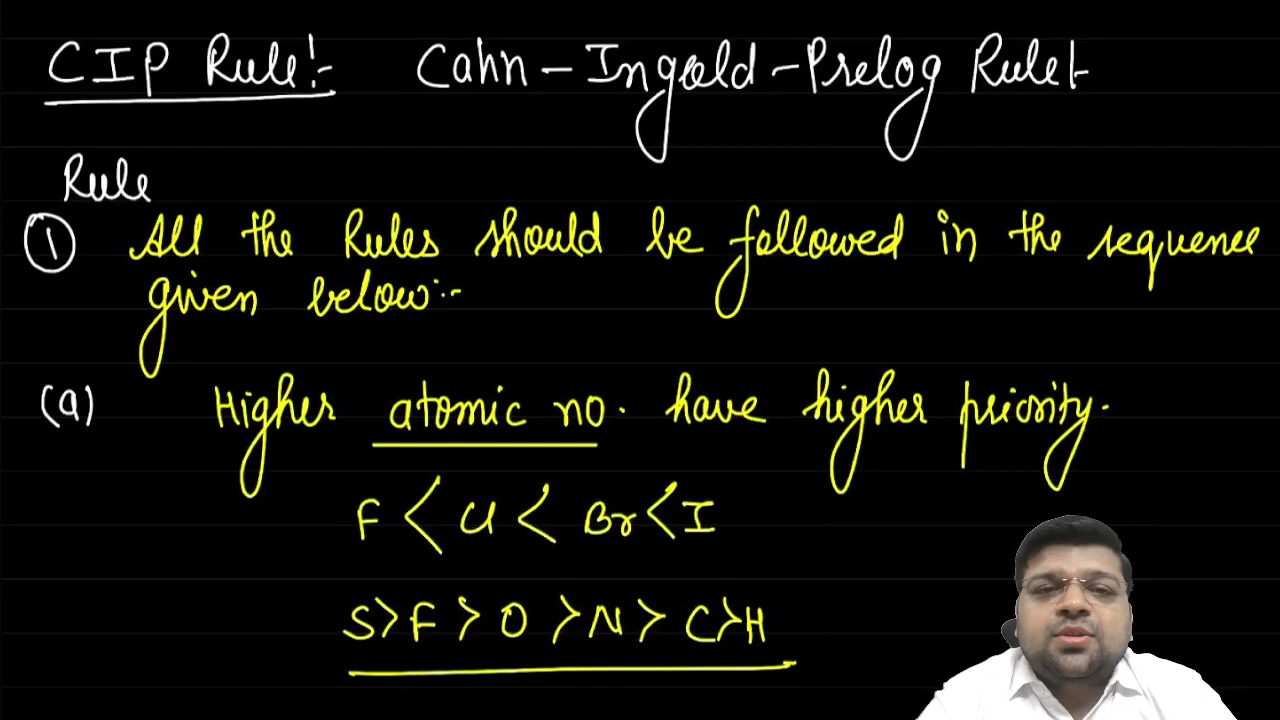 CIP Rule:- Cahn-Ingold-Prelog Rule:-
Rule
① All the Rules should be followed in the sequence
given below:-
(a) Higher atomic no. have higher priority.
F < Cl < Br < I
S > F > O > N > C > H